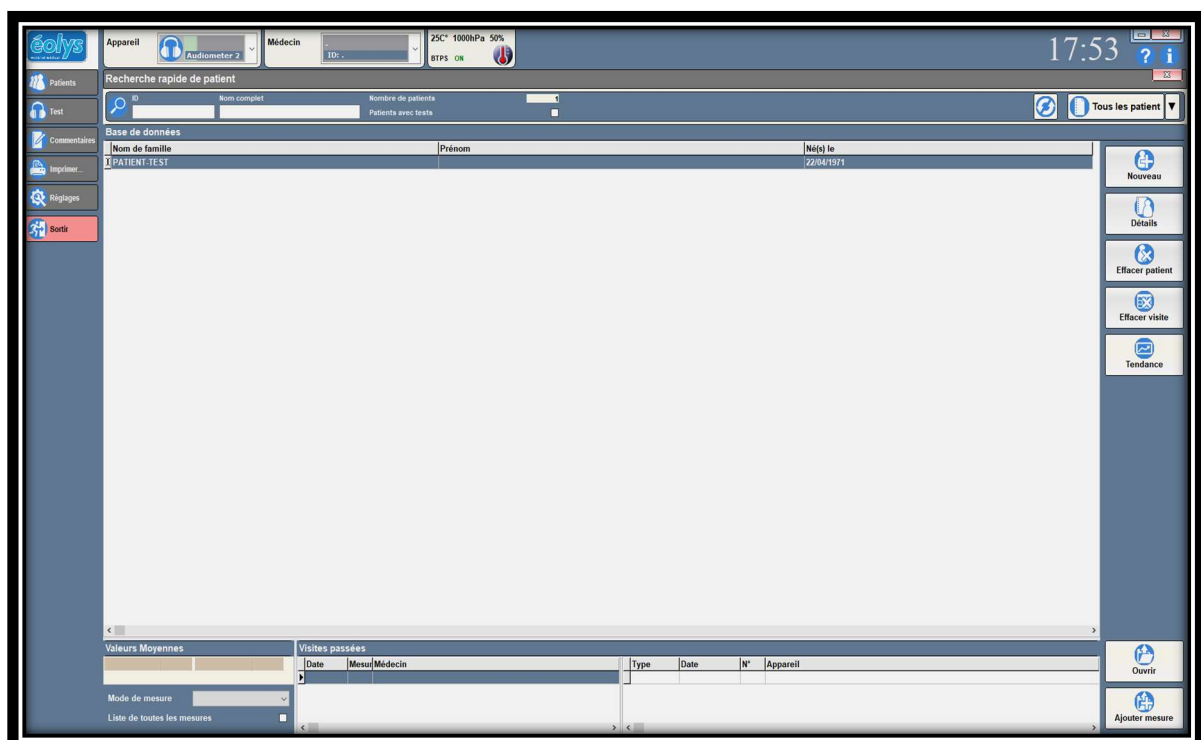 éolys
Appareil
Audiometer 2
Médecin
.
ID: .
25C° 1000hPa 50%
BTPS ON
17:53
? i
Patients
Test
Commentaires
Imprimer...
Réglages
Sortir
Recherche rapide de patient
ID
Nom complet
Nombre de patients
1
Patients avec tests
Tous les patient
Base de données
Nom de famille
Prénom
Né(s) le
PATIENT-TEST
22/04/1971
Nouveau
Détails
Effacer patient
Effacer visite
Tendance
Valeurs Moyennes
Mode de mesure
Liste de toutes les mesures
Visites passées
Date
Mesur
Médecin
Type
Date
N°
Appareil
Ouvrir
Ajouter mesure